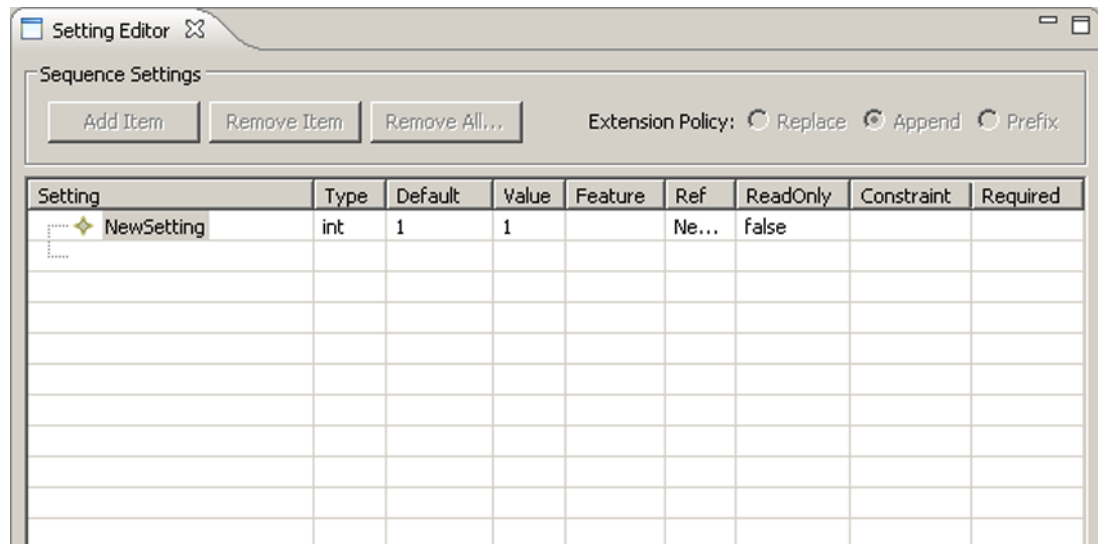 Setting Editor
Sequence Settings
Add Item Remove Item Remove All... Extension Policy: Replace Append Prefix
Setting Type Default Value Feature Ref ReadOnly Constraint Required
NewSetting int 1 1 Ne... false